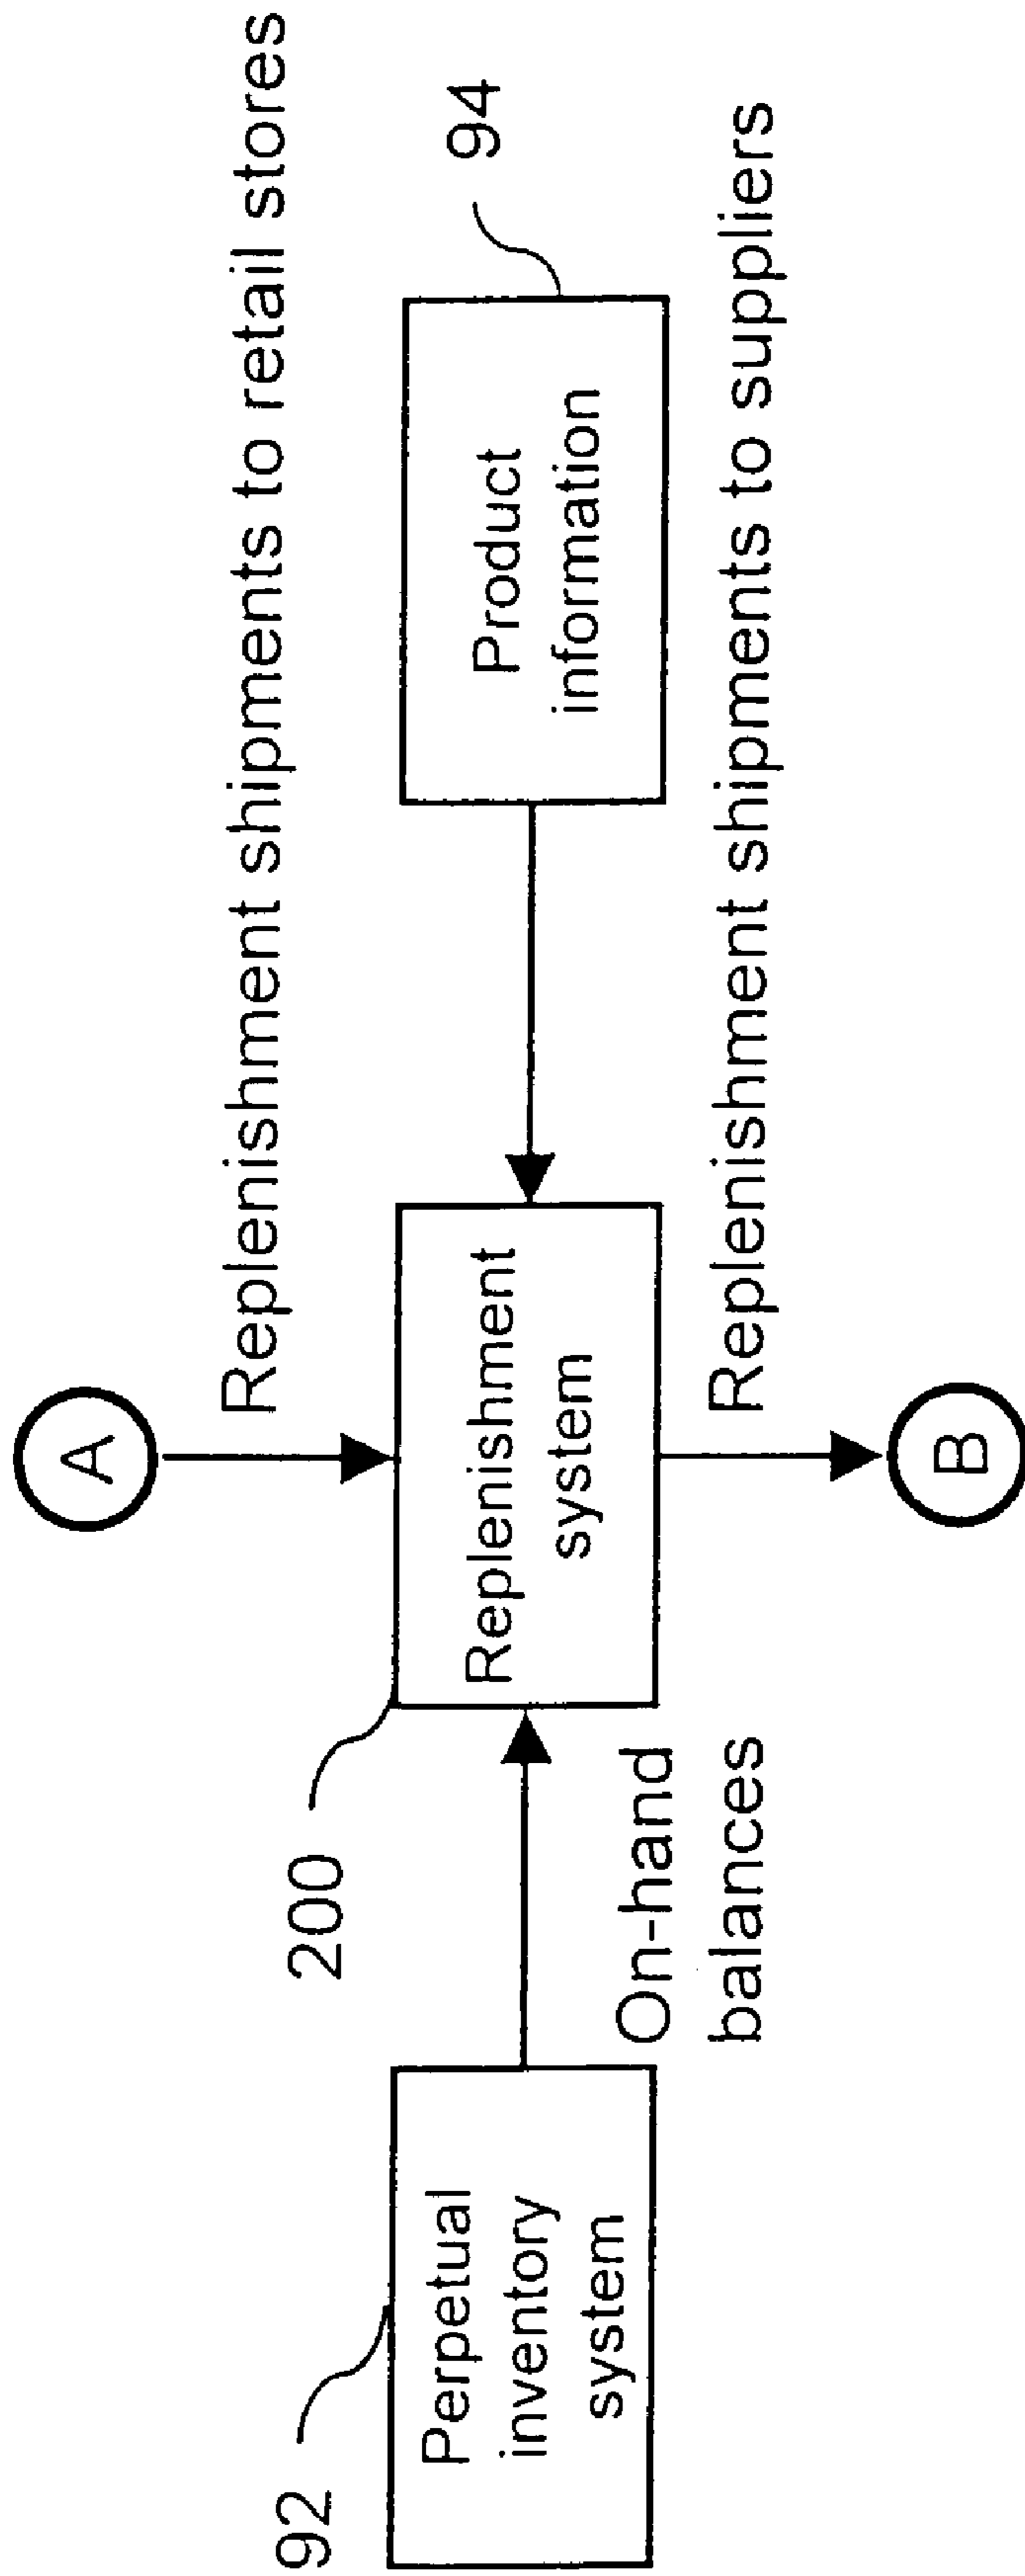 A
Replenishment shipments to retail stores
200
94
92
Perpetual
inventory
system
On-hand
balances
Replenishment
system
Product
information
Replenishment shipments to suppliers
B